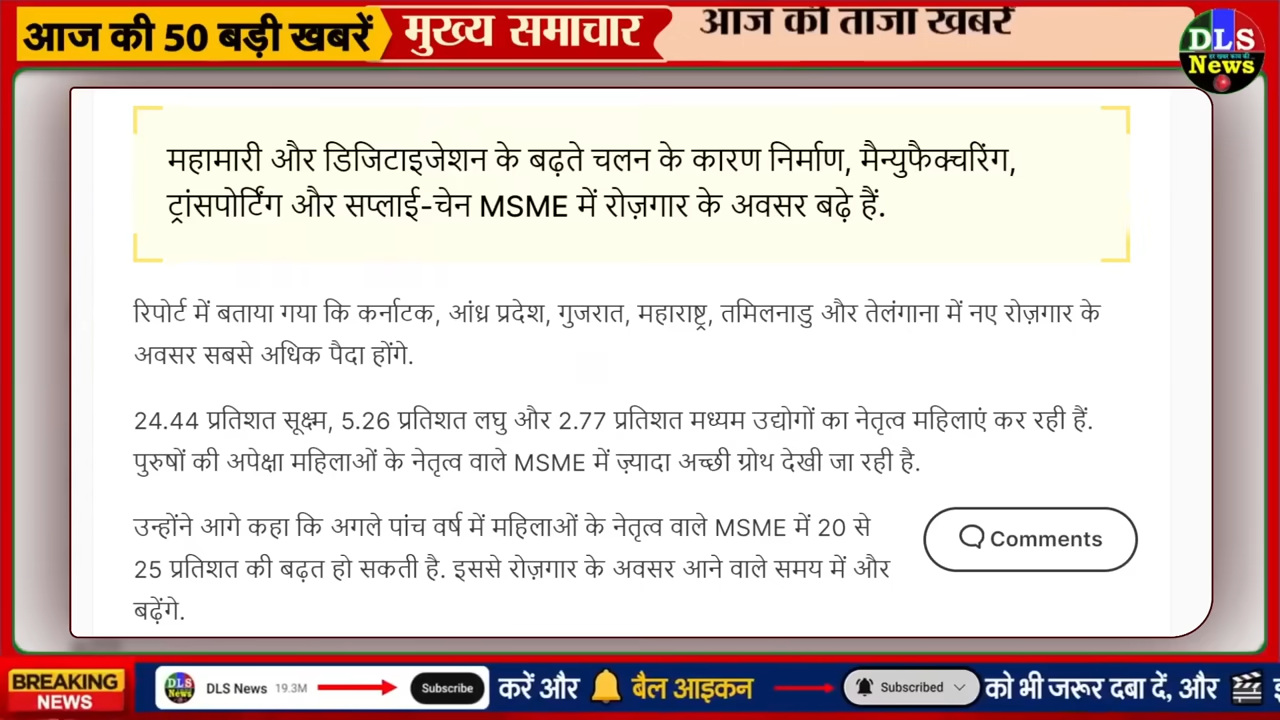 आज की 50 बड़ी खबरें
मुख्य समाचार
आज की ताजा खबरें
DLS
News
महामारी और डिजिटाइजेशन के बढ़ते चलन के कारण निर्माण, मैन्युफैक्चरिंग,
ट्रांसपोर्टिंग और सप्लाई-चेन MSME में रोज़गार के अवसर बढ़े हैं.
रिपोर्ट में बताया गया कि कर्नाटक, आंध्र प्रदेश, गुजरात, महाराष्ट्र, तमिलनाडु और तेलंगाना में नए रोज़गार के
अवसर सबसे अधिक पैदा होंगे.
24.44 प्रतिशत सूक्ष्म, 5.26 प्रतिशत लघु और 2.77 प्रतिशत मध्यम उद्योगों का नेतृत्व महिलाएं कर रही हैं.
पुरुषों की अपेक्षा महिलाओं के नेतृत्व वाले MSME में ज़्यादा अच्छी ग्रोथ देखी जा रही है.
उन्होंने आगे कहा कि अगले पांच वर्ष में महिलाओं के नेतृत्व वाले MSME में 20 से
25 प्रतिशत की बढ़त हो सकती है. इससे रोज़गार के अवसर आने वाले समय में और
बढ़ेंगे.
Comments
BREAKING
NEWS
DLS News 19.3M Subscribe करें और बैल आइकन Subscribed को भी जरूर दबा दें, और